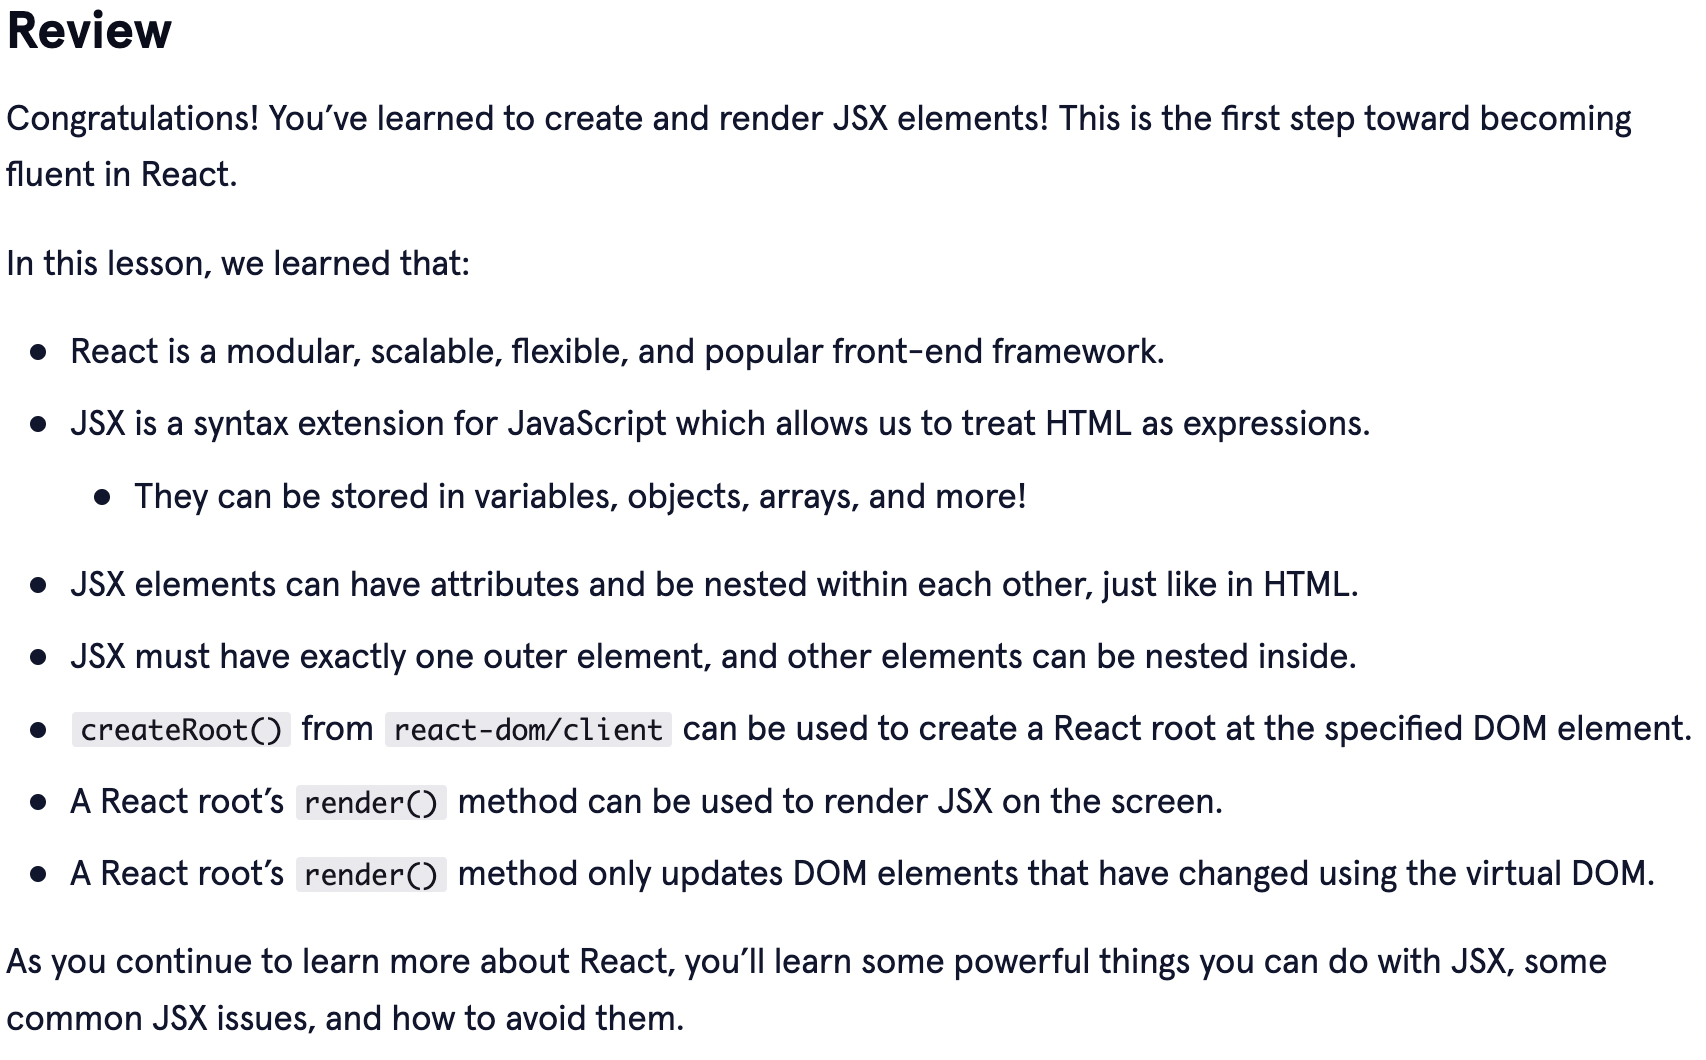 Review
Congratulations! You’ve learned to create and render JSX elements! This is the first step toward becoming
fluent in React.
In this lesson, we learned that:
● React is a modular, scalable, flexible, and popular front-end framework.
● JSX is a syntax extension for JavaScript which allows us to treat HTML as expressions.
● They can be stored in variables, objects, arrays, and more!
● JSX elements can have attributes and be nested within each other, just like in HTML.
● JSX must have exactly one outer element, and other elements can be nested inside.
● createRoot() from react-dom/client can be used to create a React root at the specified DOM element.
● A React root’s render() method can be used to render JSX on the screen.
● A React root’s render() method only updates DOM elements that have changed using the virtual DOM.
As you continue to learn more about React, you’ll learn some powerful things you can do with JSX, some
common JSX issues, and how to avoid them.